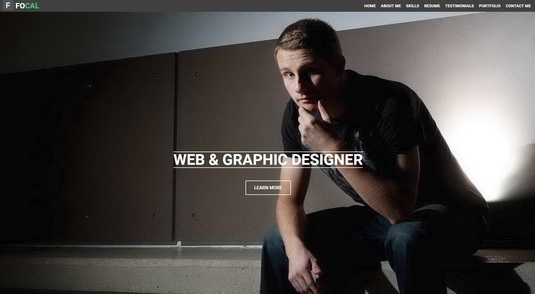 F FOCAL
HOME ABOUT ME SKILLS RESUME TESTIMONIALS PORTFOLIO CONTACT ME
WEB & GRAPHIC DESIGNER
LEARN MORE